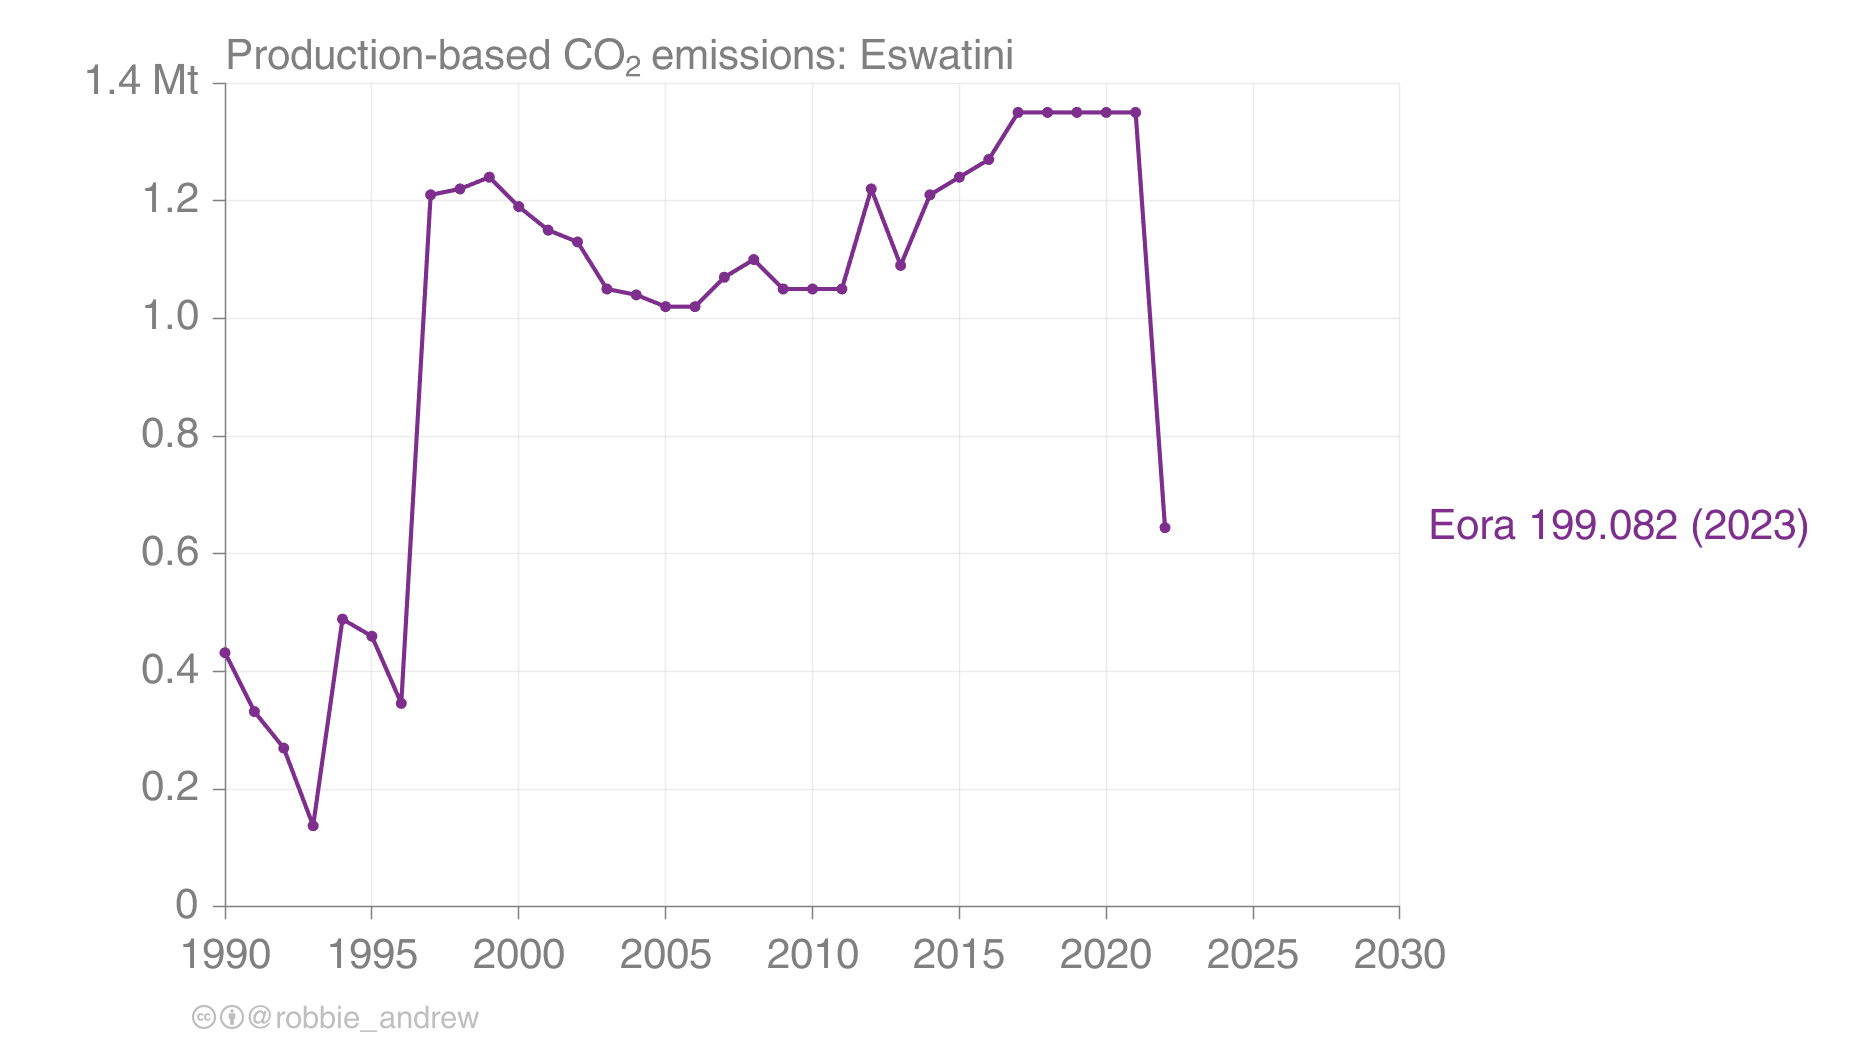 Production-based CO₂ emissions: Eswatini
1.4 Mt
1.2
1.0
0.8
0.6
0.4
0.2
0
1990 1995 2000 2005 2010 2015 2020 2025 2030
Eora 199.082 (2023)
cc @robbie_andrew